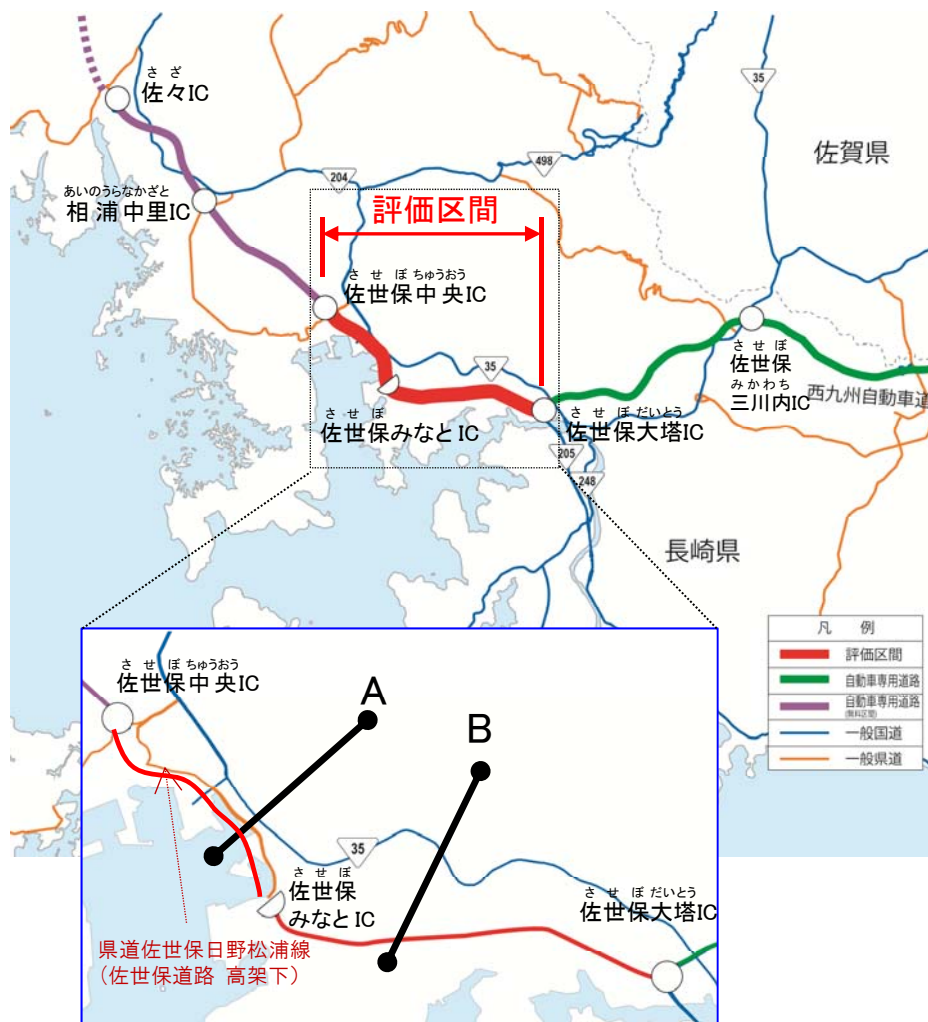 さざ
佐々IC
35
佐賀県
あいのうらなかざと
相浦中里IC
204
498
評価区間
させぼちゅうおう
佐世保中央IC
35
させぼ
佐世保みなとIC
させぼだいとう
佐世保大塔IC
させぼ
佐世保
みかわち
三川内IC
西九州自動車道
205
248
長崎県
凡 例
評価区間
自動車専用道路
自動車専用道路
(無料区間)
一般国道
一般県道
させぼちゅうおう
佐世保中央IC
A
B
35
させぼ
佐世保
みなとIC
させぼだいとう
佐世保大塔IC
県道佐世保日野松浦線
(佐世保道路 高架下)